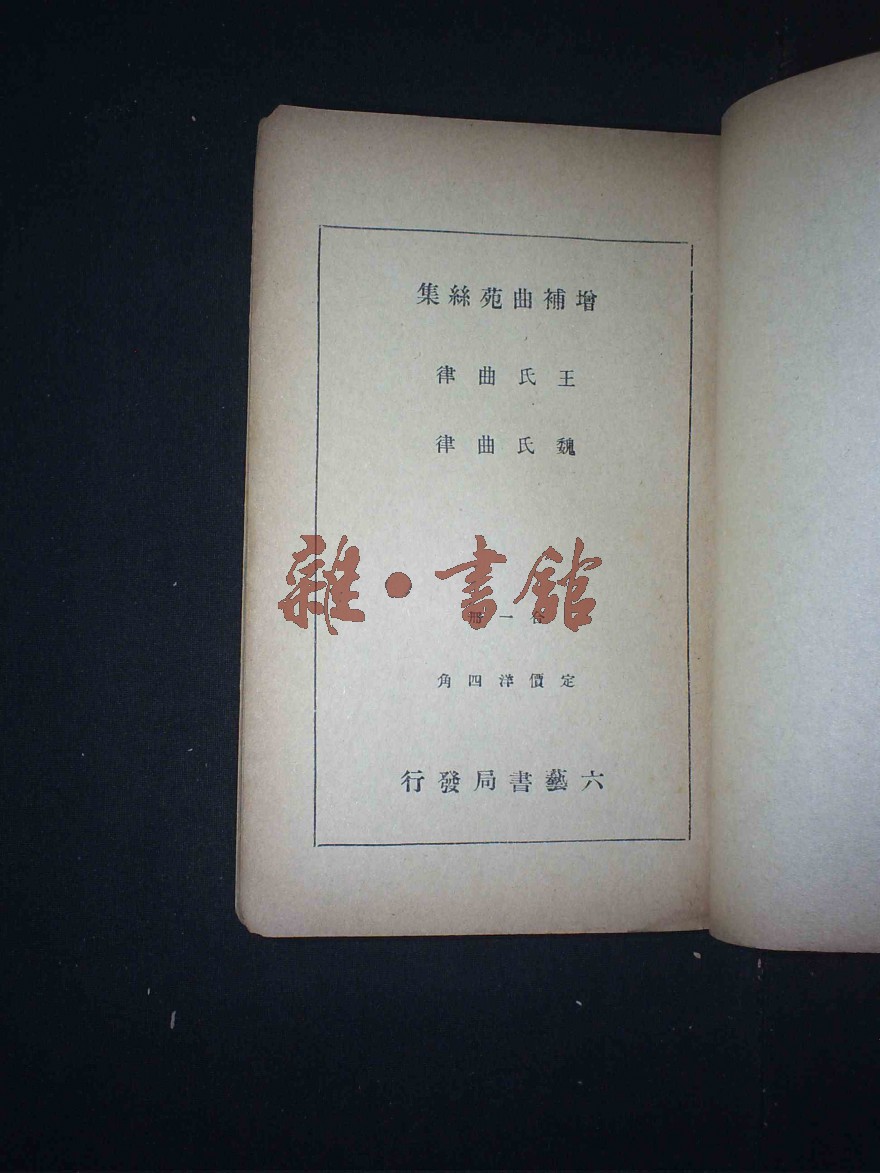 增補曲苑絲集
王氏曲律
魏氏曲律
雜·書館
一冊
定價洋四角
六藝書局發行